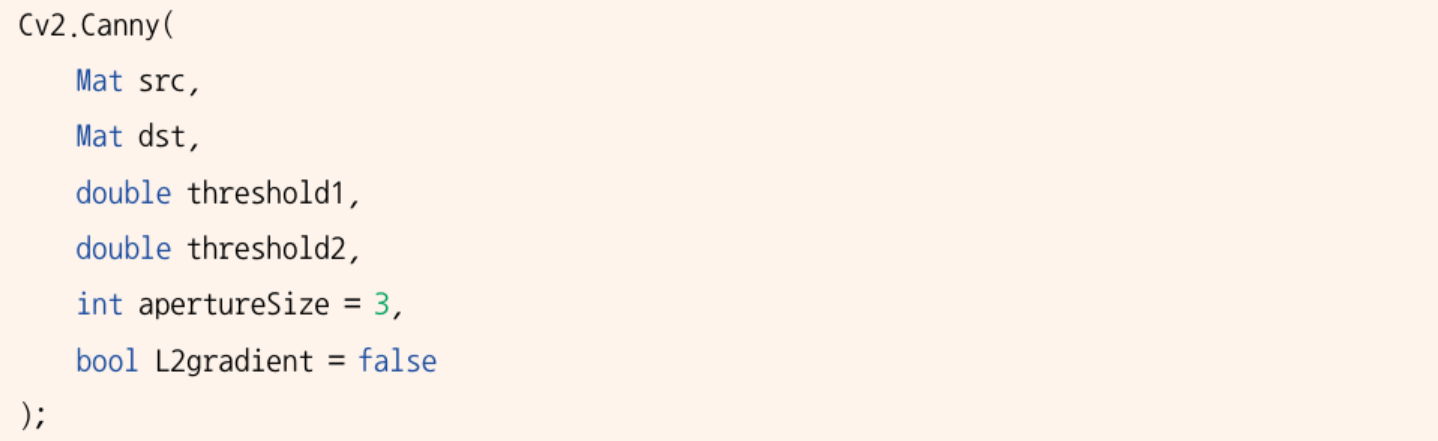 Cv2.Canny(
    Mat src,
    Mat dst,
    double threshold1,
    double threshold2,
    int apertureSize = 3,
    bool L2gradient = false
);